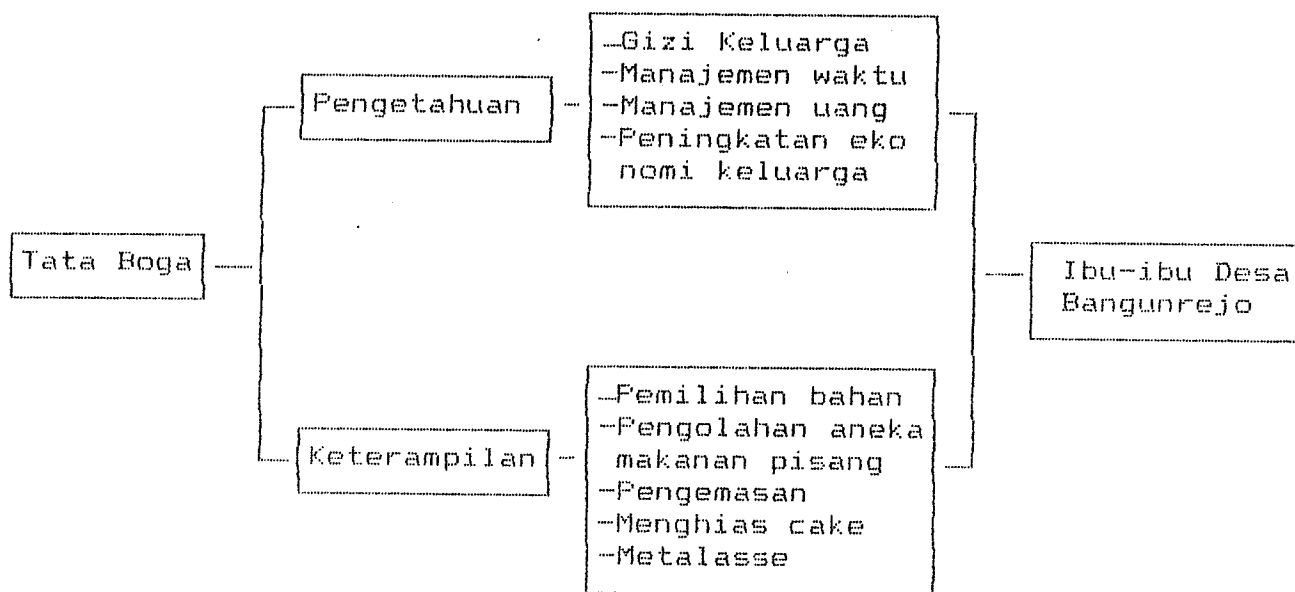 Tata Boga
Pengetahuan
-Gizi Keluarga
-Manajemen waktu
-Manajemen uang
-Peningkatan eko
nomi keluarga
Keterampilan
-Pemilihan bahan
-Pengolahan aneka
makanan pisang
-Pengemasan
-Menghias cake
-Metalasse
Ibu-ibu Desa
Bangunrejo